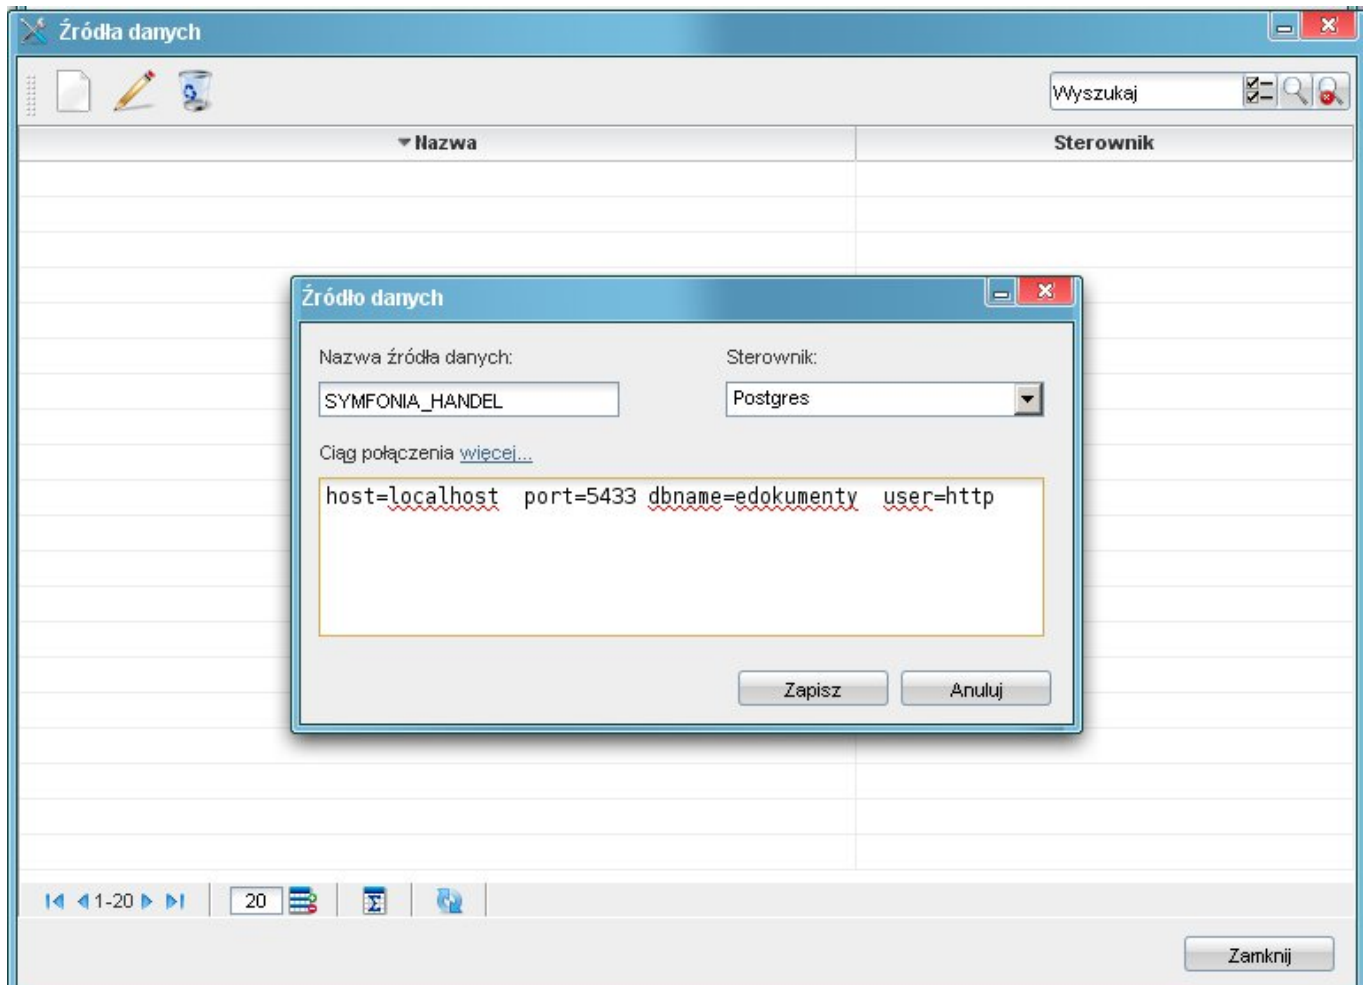 Źródła danych
Wyszukaj
Nazwa Sterownik
Źródło danych
Nazwa źródła danych: Sterownik:
SYMFONIA_HANDEL Postgres
Ciąg połączenia więcej...
host=localhost  port=5433 dbname=edokumenty  user=http
Zapisz Anuluj
1-20 20 Σ
Zamknij